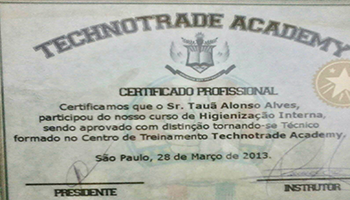 TECHNOTRADE ACADEMY
CERTIFICADO PROFISSIONAL
Certificamos que o Sr. Tauã Alonso Alves,
participou do nosso curso de Higienização Interna,
sendo aprovado com distinção tornando-se Técnico
formado no Centro de Treinamento Technotrade Academy.
São Paulo, 28 de Março de 2013.
PRESIDENTE INSTRUTOR